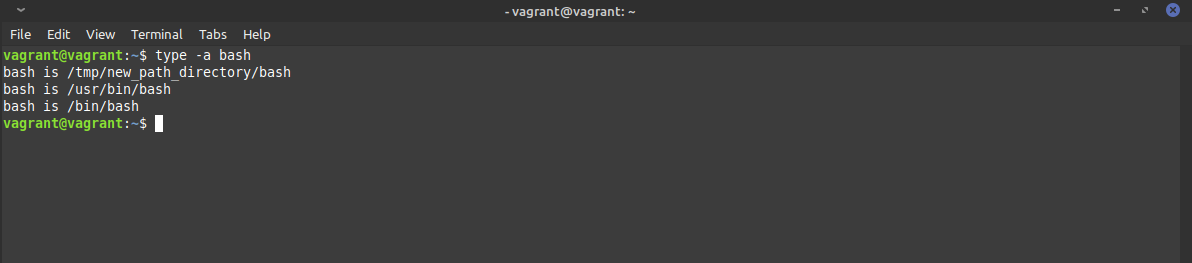 - vagrant@vagrant: ~
File Edit View Terminal Tabs Help
vagrant@vagrant:~$ type -a bash
bash is /tmp/new_path_directory/bash
bash is /usr/bin/bash
bash is /bin/bash
vagrant@vagrant:~$